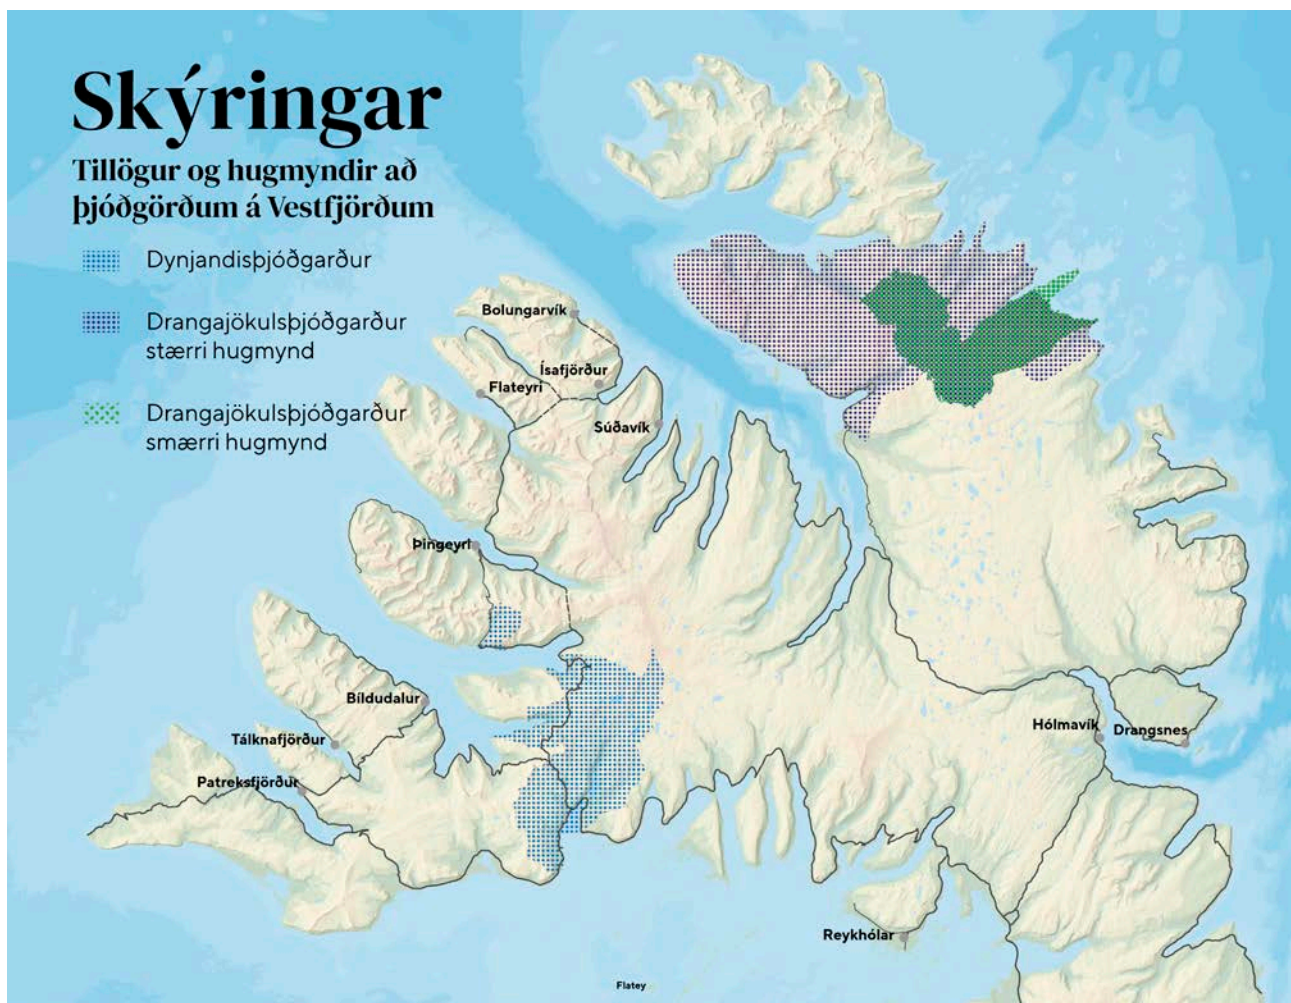 Skýringar
Tillögur og hugmyndir að
þjóðgörðum á Vestfjörðum
Dynjandisþjóðgarður
Drangajökulsþjóðgarður
stærri hugmynd
Drangajökulsþjóðgarður
smærri hugmynd
Bolungarvík
Ísafjörður
Flateyri
Súðavík
Þingeyri
Bíldudalur
Tálknafjörður
Patreksfjörður
Hólmavík
Drangsnes
Reykhólar
Flatey